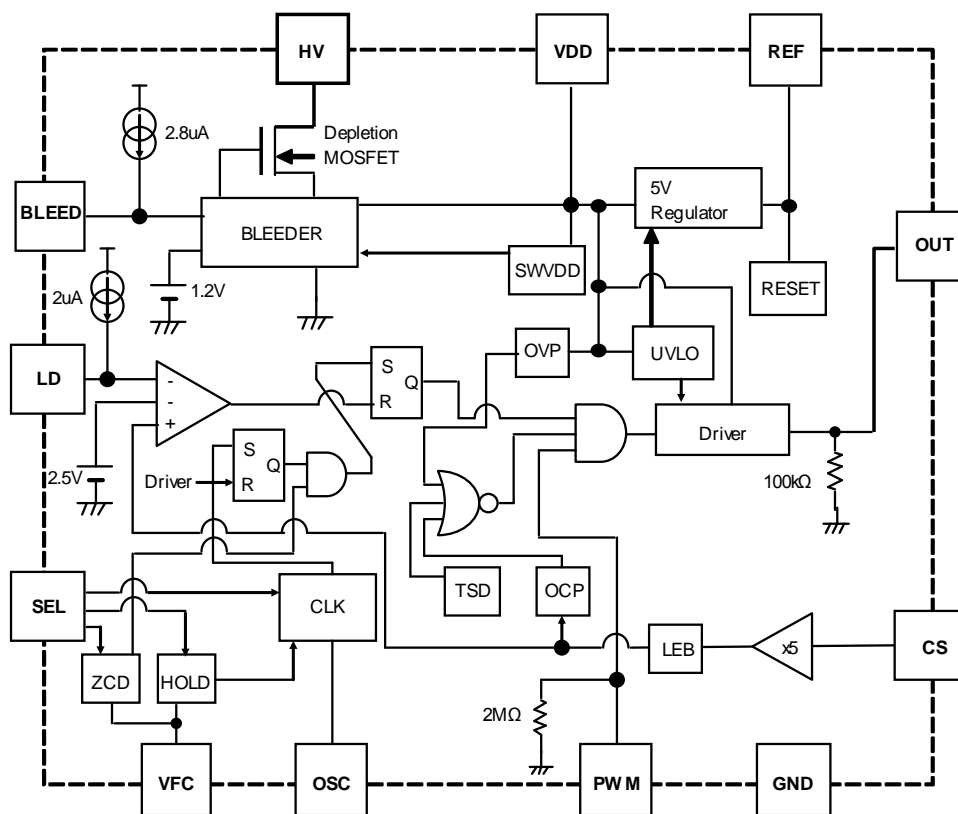 HV
VDD
REF
2.8uA
Depletion
MOSFET
BLEED
BLEEDER
5V
Regulator
OUT
SWVDD
RESET
2uA
1.2V
LD
OVP
UVLO
S
Q
R
-
-
+
Driver
S
Q
R
Driver
2.5V
100kΩ
SEL
CLK
TSD
OCP
CS
ZCD
HOLD
LEB
x5
2MΩ
VFC
OSC
PWM
GND